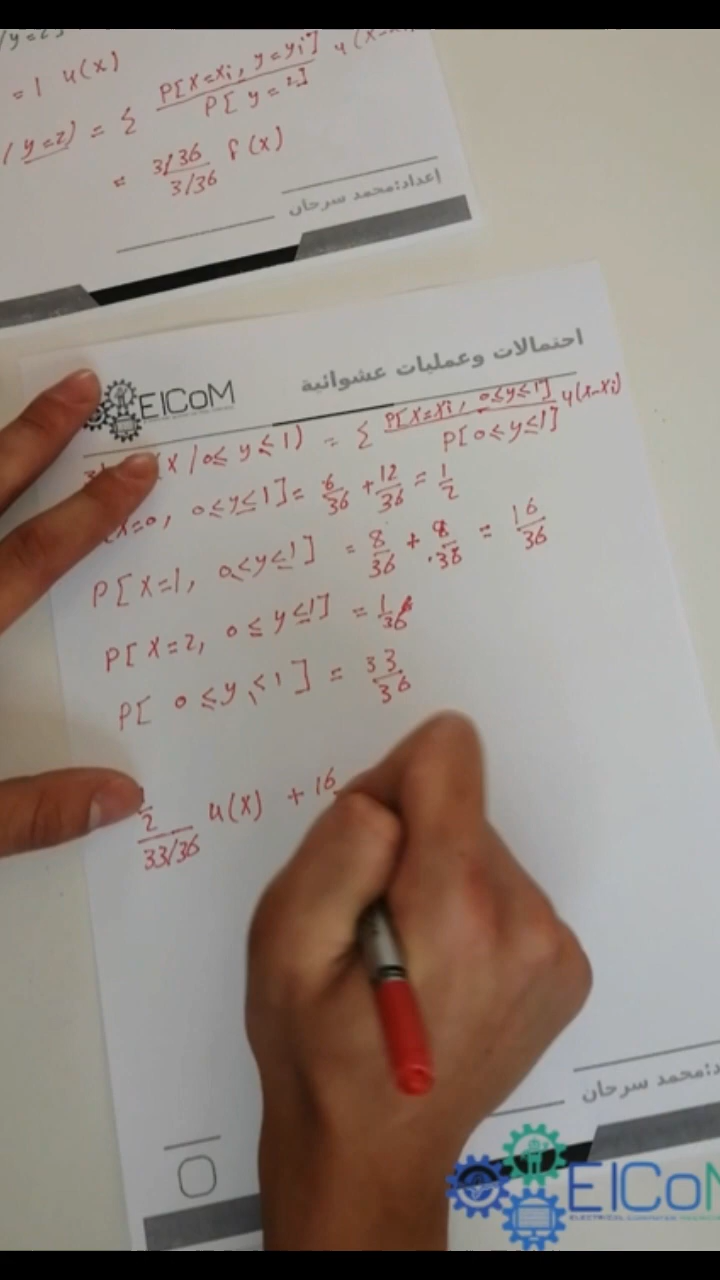 /y=2]
= 1 u(x)
/ y=2) = Σ P[X=xi, y=yi] / P[ y = 2]
= 3/36 / 3/36 f(x)
إعداد:محمد سرحان
احتمالات وعمليات عشوائية
EICoM
(x / 0≤ y ≤ 1) = Σ P[X=xi, 0≤y≤1] / P[0≤y≤1] u(x-xi)
X=0, 0≤y≤1] = 6/36 + 12/36 = 1/2
P[X=1, 0≤y≤1] = 8/36 + 8/36 = 16/36
P[X=2, 0≤y≤1] = 1/36
P[ 0≤y≤1 ] = 33/36
1/2 / 33/36 u(x) + 16
د:محمد سرحان
EICoM